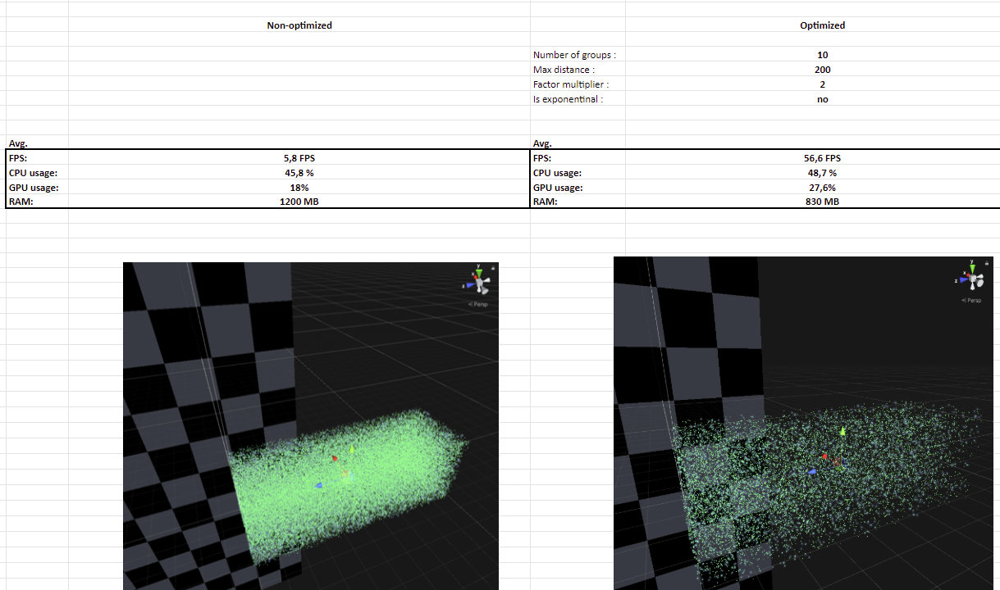 Non-optimized
Optimized
Number of groups : 10
Max distance : 200
Factor multiplier : 2
Is exponentinal : no
Avg.
FPS: 5,8 FPS
CPU usage: 45,8 %
GPU usage: 18%
RAM: 1200 MB
Avg.
FPS: 56,6 FPS
CPU usage: 48,7 %
GPU usage: 27,6%
RAM: 830 MB
y
x
z
< Persp
y
x
z
< Persp